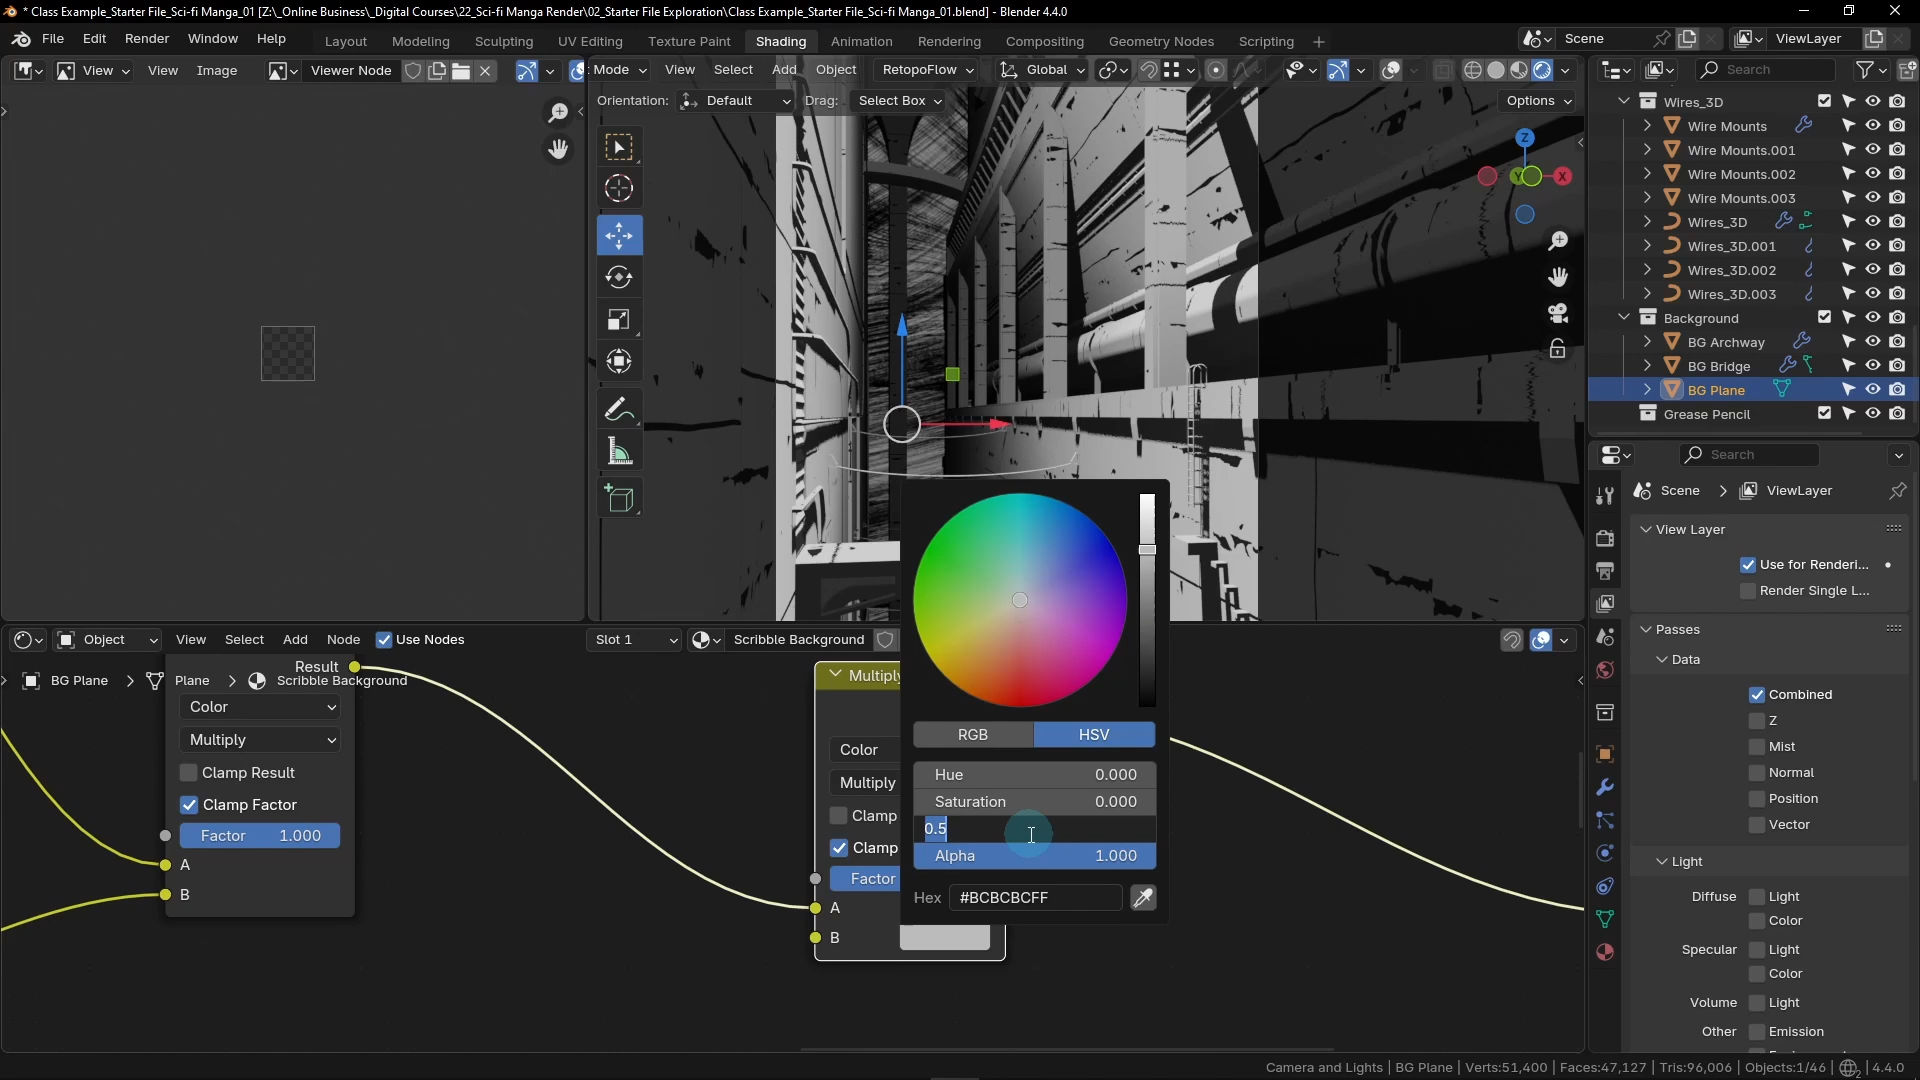 * Class Example_Starter File_Sci-fi Manga_01 [Z:\_Online Business\_Digital Courses\22_Sci-fi Manga Render\02_Starter File Exploration\Class Example_Starter File_Sci-fi Manga_01.blend] - Blender 4.4.0
File Edit Render Window Help
Layout Modeling Sculpting UV Editing Texture Paint Shading Animation Rendering Compositing Geometry Nodes Scripting +
Scene ViewLayer
View View Image Viewer Node
Mode View Select Add Object RetopoFlow Global
Search
Orientation: Default Drag: Select Box Options
Wires_3D
Wire Mounts
Wire Mounts.001
Wire Mounts.002
Wire Mounts.003
Wires_3D
Wires_3D.001
Wires_3D.002
Wires_3D.003
Background
BG Archway
BG Bridge
BG Plane
Grease Pencil
Z
X
Y
Search
Scene ViewLayer
View Layer
Use for Renderi...
Render Single L...
Passes
Data
Combined
Z
Mist
Normal
Position
Vector
Light
Diffuse Light
Color
Specular Light
Color
Volume Light
Other Emission
Object View Select Add Node Use Nodes Slot 1 Scribble Background
BG Plane Plane Scribble Background
Result
Color
Multiply
Clamp Result
Clamp Factor
Factor 1.000
A
B
Multiply
Color
Multiply
Clamp
Clamp
Factor
A
B
RGB HSV
Hue 0.000
Saturation 0.000
0.5
Alpha 1.000
Hex #BCBCBCFF
Camera and Lights | BG Plane | Verts:51,400 | Faces:47,127 | Tris:96,006 | Objects:1/46 | 2 | 4.4.0